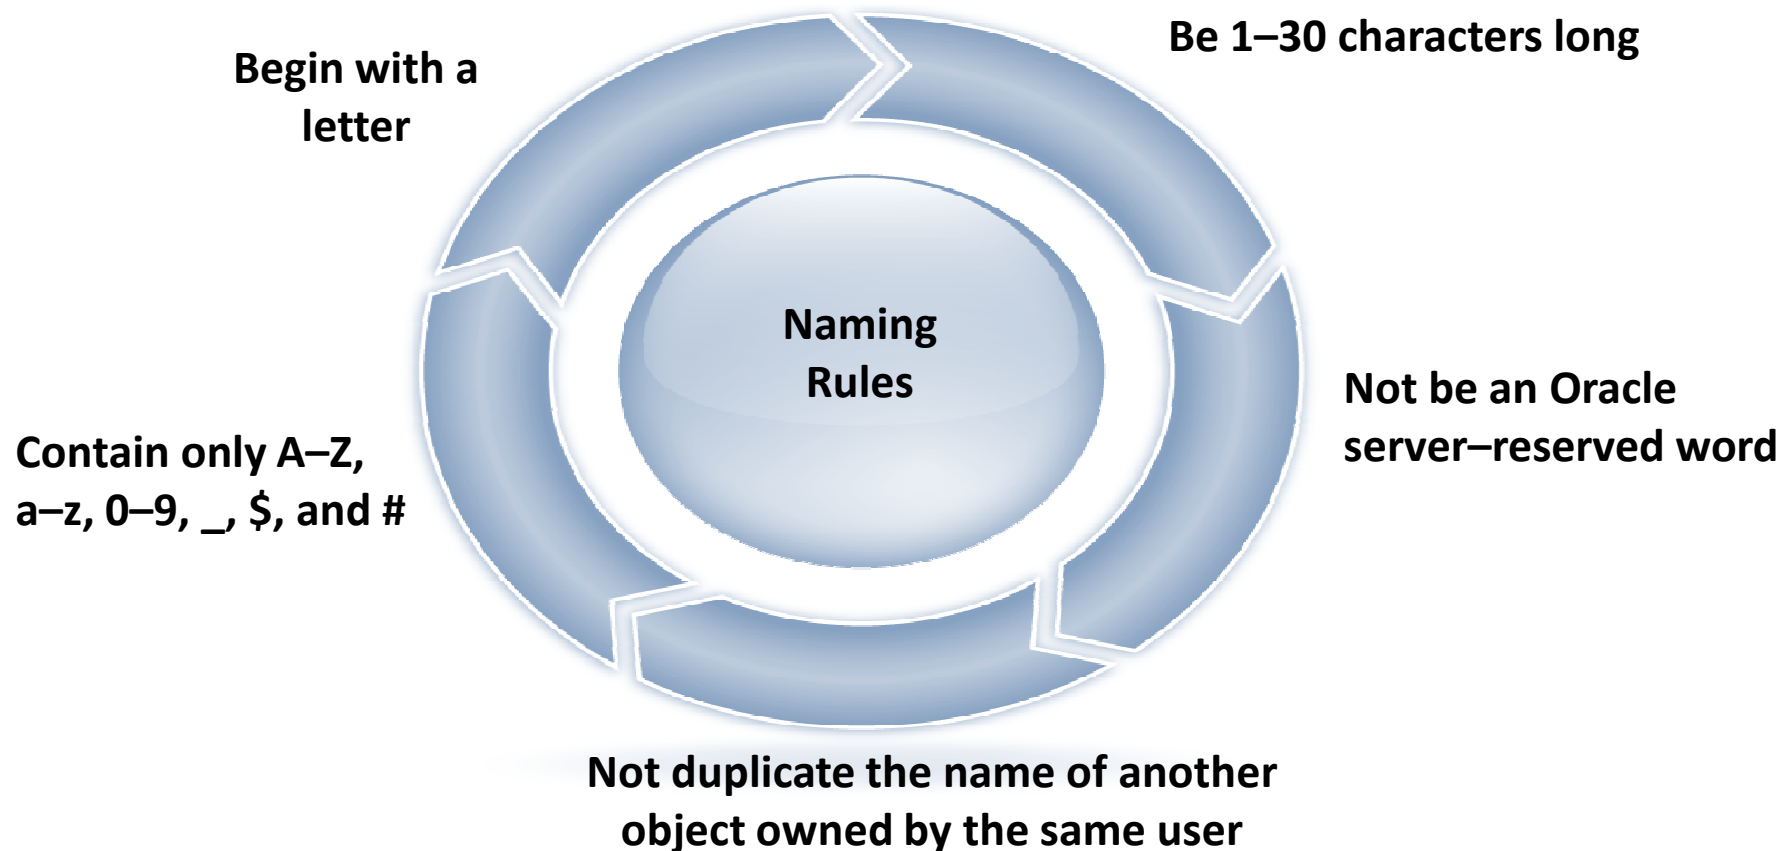 Be 1–30 characters long
Begin with a
letter
Naming
Rules
Not be an Oracle
server–reserved word
Contain only A–Z,
a–z, 0–9, _, $, and #
Not duplicate the name of another
object owned by the same user